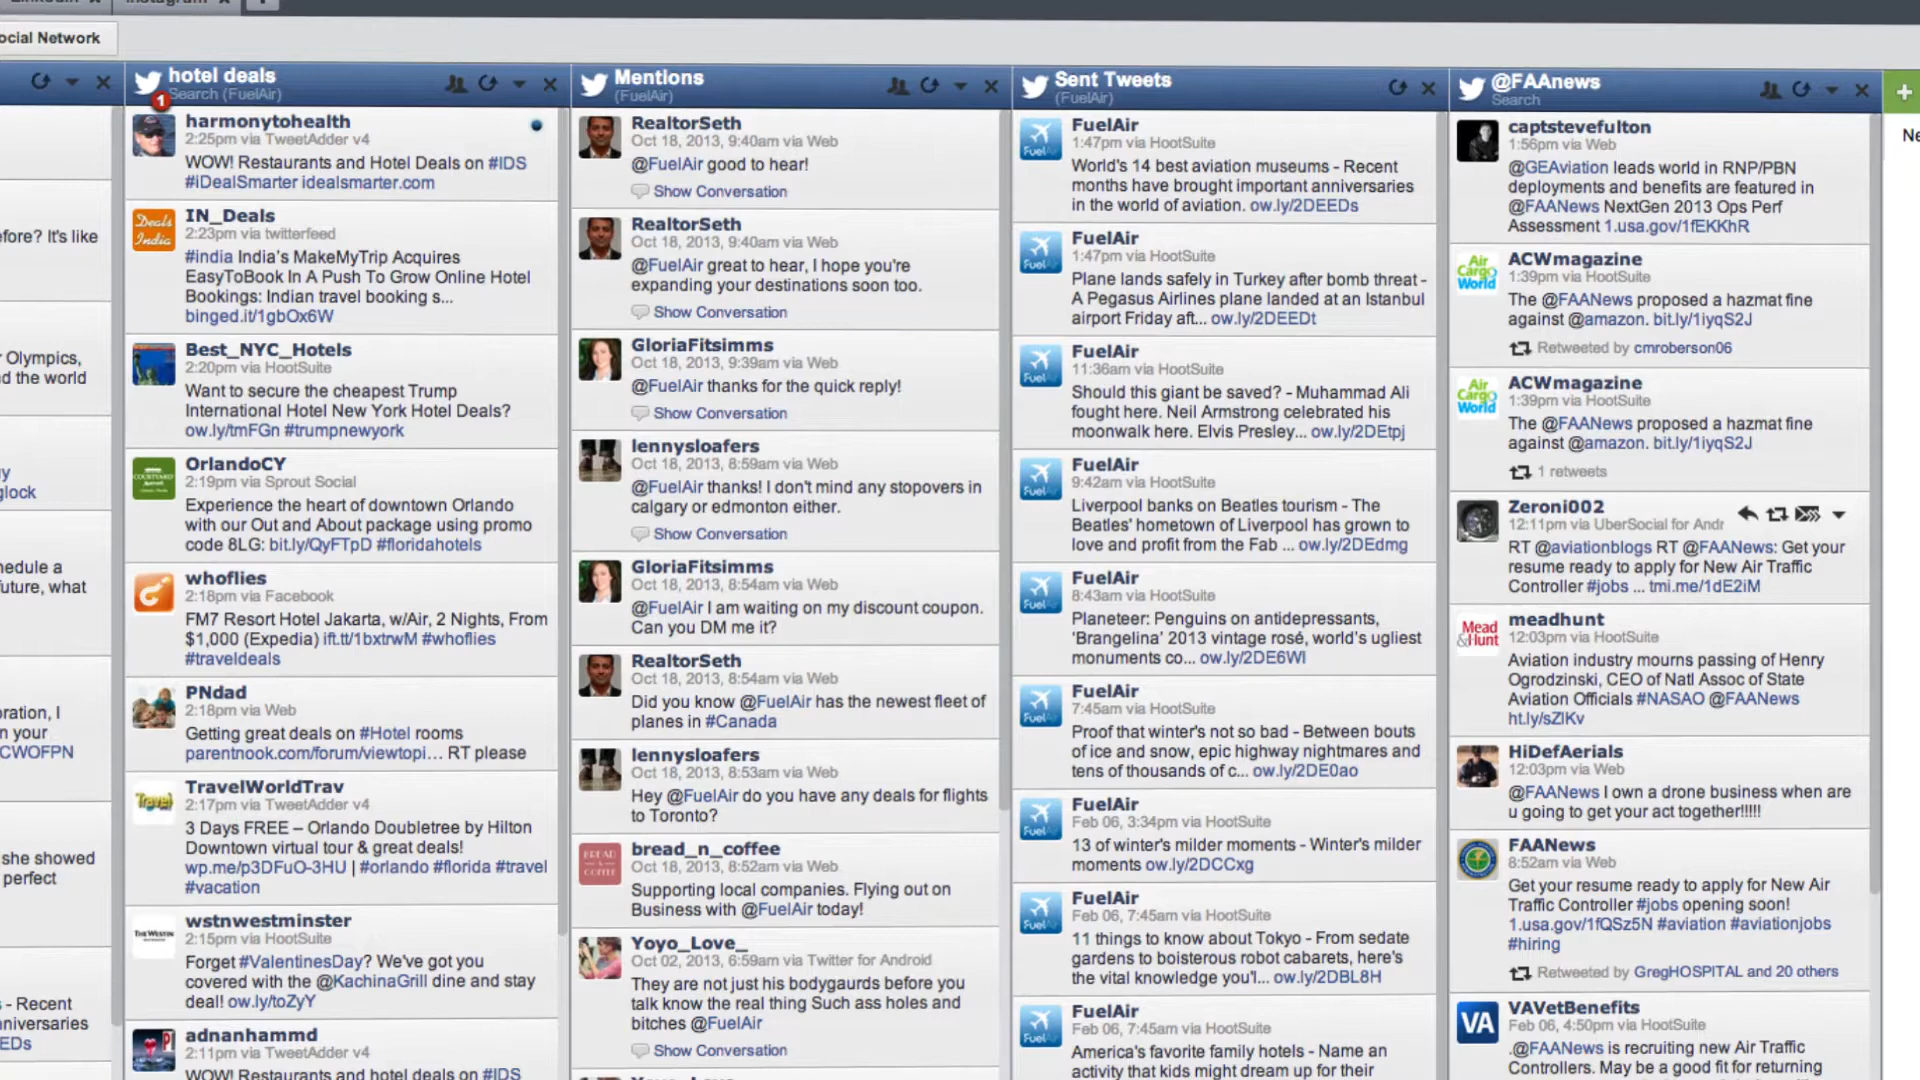 ocial Network
efore? It's like
r Olympics,
d the world
glock
hedule a
uture, what
oration, I
n your
CWOFPN
she showed
perfect
s - Recent
nniversaries
EDs
hotel deals
Search (FuelAir)
1
harmonytohealth
2:25pm via TweetAdder v4
WOW! Restaurants and Hotel Deals on #IDS
#iDealSmarter idealsmarter.com
Deals
India
IN_Deals
2:23pm via twitterfeed
#india India's MakeMyTrip Acquires
EasyToBook In A Push To Grow Online Hotel
Bookings: Indian travel booking s...
binged.it/1gbOx6W
Best_NYC_Hotels
2:20pm via HootSuite
Want to secure the cheapest Trump
International Hotel New York Hotel Deals?
ow.ly/tmFGn #trumpnewyork
OrlandoCY
2:19pm via Sprout Social
Experience the heart of downtown Orlando
with our Out and About package using promo
code 8LG: bit.ly/QyFTpD #floridahotels
whoflies
2:18pm via Facebook
FM7 Resort Hotel Jakarta, w/Air, 2 Nights, From
$1,000 (Expedia) ift.tt/1bxtrwM #whoflies
#traveldeals
PNdad
2:18pm via Web
Getting great deals on #Hotel rooms
parentnook.com/forum/viewtopi... RT please
Travel
TravelWorldTrav
2:17pm via TweetAdder v4
3 Days FREE – Orlando Doubletree by Hilton
Downtown virtual tour & great deals!
wp.me/p3DFuO-3HU | #orlando #florida #travel
#vacation
THE WESTIN
wstnwestminster
2:15pm via HootSuite
Forget #ValentinesDay? We've got you
covered with the @KachinaGrill dine and stay
deal! ow.ly/toZyY
adnanhammd
2:11pm via TweetAdder v4
WOW! Restaurants and hotel deals on #IDS
Mentions
(FuelAir)
RealtorSeth
Oct 18, 2013, 9:40am via Web
@FuelAir good to hear!
Show Conversation
RealtorSeth
Oct 18, 2013, 9:40am via Web
@FuelAir great to hear, I hope you're
expanding your destinations soon too.
Show Conversation
GloriaFitsimms
Oct 18, 2013, 9:39am via Web
@FuelAir thanks for the quick reply!
Show Conversation
lennysloafers
Oct 18, 2013, 8:59am via Web
@FuelAir thanks! I don't mind any stopovers in
calgary or edmonton either.
Show Conversation
GloriaFitsimms
Oct 18, 2013, 8:54am via Web
@FuelAir I am waiting on my discount coupon.
Can you DM me it?
RealtorSeth
Oct 18, 2013, 8:54am via Web
Did you know @FuelAir has the newest fleet of
planes in #Canada
lennysloafers
Oct 18, 2013, 8:53am via Web
Hey @FuelAir do you have any deals for flights
to Toronto?
BREAD
COFFEE
bread_n_coffee
Oct 18, 2013, 8:52am via Web
Supporting local companies. Flying out on
Business with @FuelAir today!
Yoyo_Love_
Oct 02, 2013, 6:59am via Twitter for Android
They are not just his bodygaurds before you
talk know the real thing Such ass holes and
bitches @FuelAir
Show Conversation
Sent Tweets
(FuelAir)
FuelAir
1:47pm via HootSuite
World's 14 best aviation museums - Recent
months have brought important anniversaries
in the world of aviation. ow.ly/2DEEDs
FuelAir
1:47pm via HootSuite
Plane lands safely in Turkey after bomb threat -
A Pegasus Airlines plane landed at an Istanbul
airport Friday aft... ow.ly/2DEEDt
FuelAir
11:36am via HootSuite
Should this giant be saved? - Muhammad Ali
fought here. Neil Armstrong celebrated his
moonwalk here. Elvis Presley... ow.ly/2DEtpj
FuelAir
9:42am via HootSuite
Liverpool banks on Beatles tourism - The
Beatles' hometown of Liverpool has grown to
love and profit from the Fab ... ow.ly/2DEdmg
FuelAir
8:43am via HootSuite
Planeteer: Penguins on antidepressants,
'Brangelina' 2013 vintage rosé, world's ugliest
monuments co... ow.ly/2DE6WI
FuelAir
7:45am via HootSuite
Proof that winter's not so bad - Between bouts
of ice and snow, epic highway nightmares and
tens of thousands of c... ow.ly/2DE0ao
FuelAir
Feb 06, 3:34pm via HootSuite
13 of winter's milder moments - Winter's milder
moments ow.ly/2DCCxg
FuelAir
Feb 06, 7:45am via HootSuite
11 things to know about Tokyo - From sedate
gardens to boisterous robot cabarets, here's
the vital knowledge you'l... ow.ly/2DBL8H
FuelAir
Feb 06, 7:45am via HootSuite
America's favorite family hotels - Name an
activity that kids might dream up for their
@FAAnews
Search
captstevefulton
1:56pm via Web
@GEAviation leads world in RNP/PBN
deployments and benefits are featured in
@FAANews NextGen 2013 Ops Perf
Assessment 1.usa.gov/1fEKKhR
Air
Cargo
World
ACWmagazine
1:39pm via HootSuite
The @FAANews proposed a hazmat fine
against @amazon. bit.ly/1iyqS2J
Retweeted by cmroberson06
Air
Cargo
World
ACWmagazine
1:39pm via HootSuite
The @FAANews proposed a hazmat fine
against @amazon. bit.ly/1iyqS2J
1 retweets
Zeroni002
12:11pm via UberSocial for Andr
RT @aviationblogs RT @FAANews: Get your
resume ready to apply for New Air Traffic
Controller #jobs ... tmi.me/1dE2iM
Mead
&Hunt
meadhunt
12:03pm via HootSuite
Aviation industry mourns passing of Henry
Ogrodzinski, CEO of Natl Assoc of State
Aviation Officials #NASAO @FAANews
ht.ly/sZlKv
HiDefAerials
12:03pm via Web
@FAANews I own a drone business when are
u going to get your act together!!!!!
FAANews
8:52am via Web
Get your resume ready to apply for New Air
Traffic Controller #jobs opening soon!
1.usa.gov/1fQSz5N #aviation #aviationjobs
#hiring
Retweeted by GregHOSPITAL and 20 others
VA
VAVetBenefits
Feb 06, 4:50pm via HootSuite
.@FAANews is recruiting new Air Traffic
Controllers. May be a good fit for returning
Ne